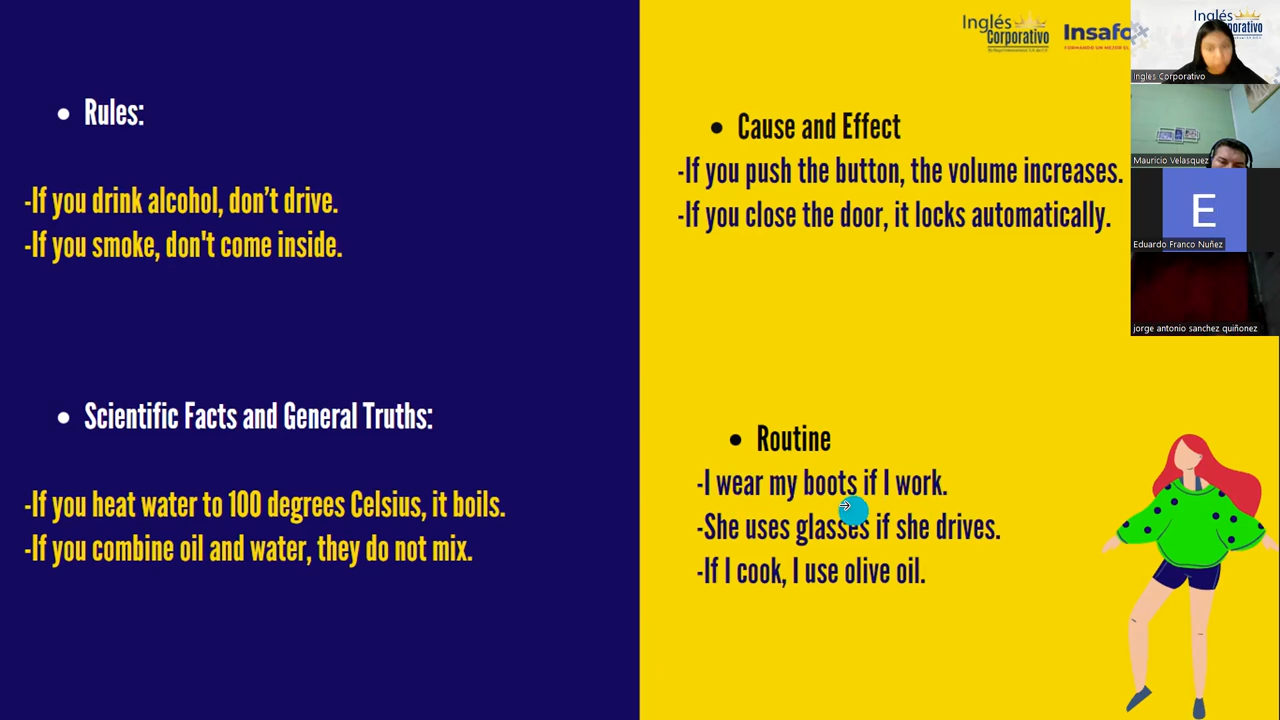 Rules:
-If you drink alcohol, don’t drive.
-If you smoke, don't come inside.
Scientific Facts and General Truths:
-If you heat water to 100 degrees Celsius, it boils.
-If you combine oil and water, they do not mix.
Inglés
Corporativo
Insafo
Cause and Effect
-If you push the button, the volume increases.
-If you close the door, it locks automatically.
Routine
-I wear my boots if I work.
-She uses glasses if she drives.
-If I cook, I use olive oil.
Inglés
Corporativo
Ingles Corporativo
Mauricio Velasquez
E
Eduardo Franco Nuñez
jorge antonio sanchez quiñonez